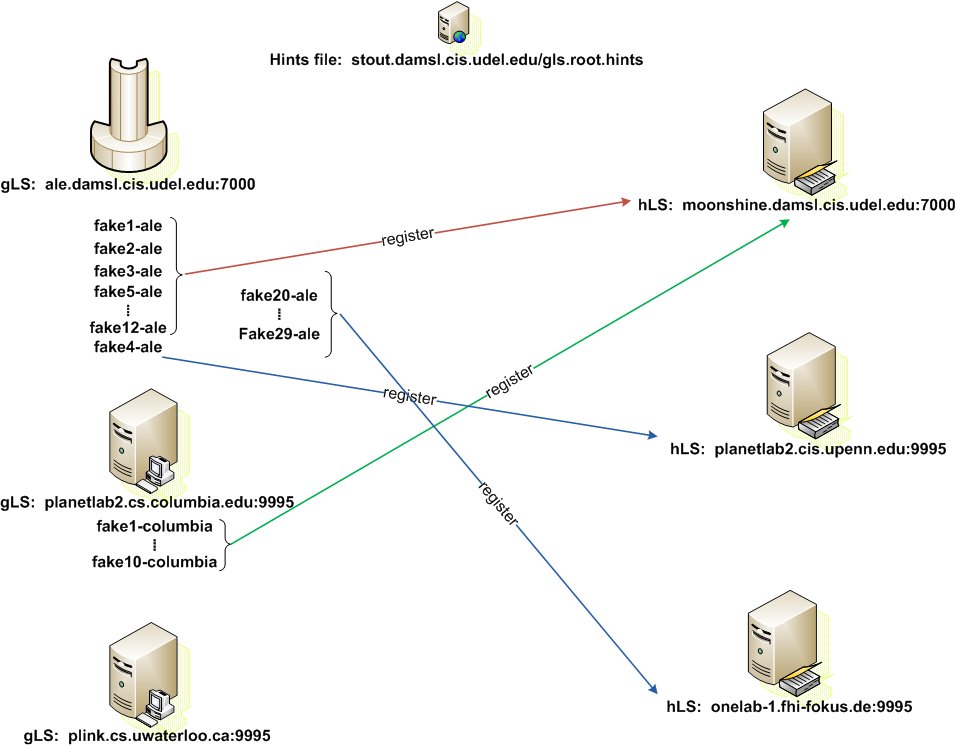 Hints file: stout.damsl.cis.udel.edu/gls.root.hints
gLS: ale.damsl.cis.udel.edu:7000
hLS: moonshine.damsl.cis.udel.edu:7000
fake1-ale
fake2-ale
fake3-ale
fake5-ale
fake12-ale
fake4-ale
register
fake20-ale
Fake29-ale
register
register
hLS: planetlab2.cis.upenn.edu:9995
gLS: planetlab2.cs.columbia.edu:9995
fake1-columbia
fake10-columbia
register
hLS: onelab-1.fhi-fokus.de:9995
gLS: plink.cs.uwaterloo.ca:9995